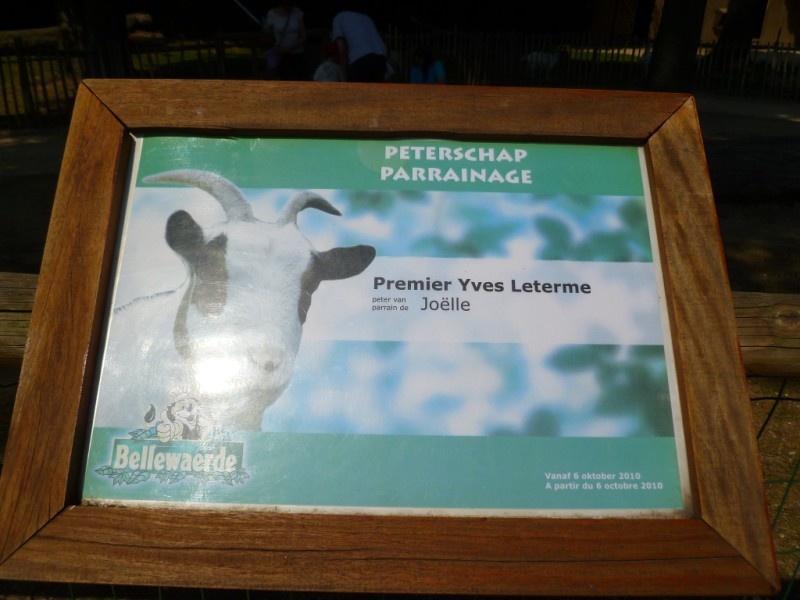 PETERSCHAP
PARRAINAGE
Premier Yves Leterme
peter van
parrain de Joëlle
Bellewaerde
Vanaf 6 oktober 2010
A partir du 6 octobre 2010